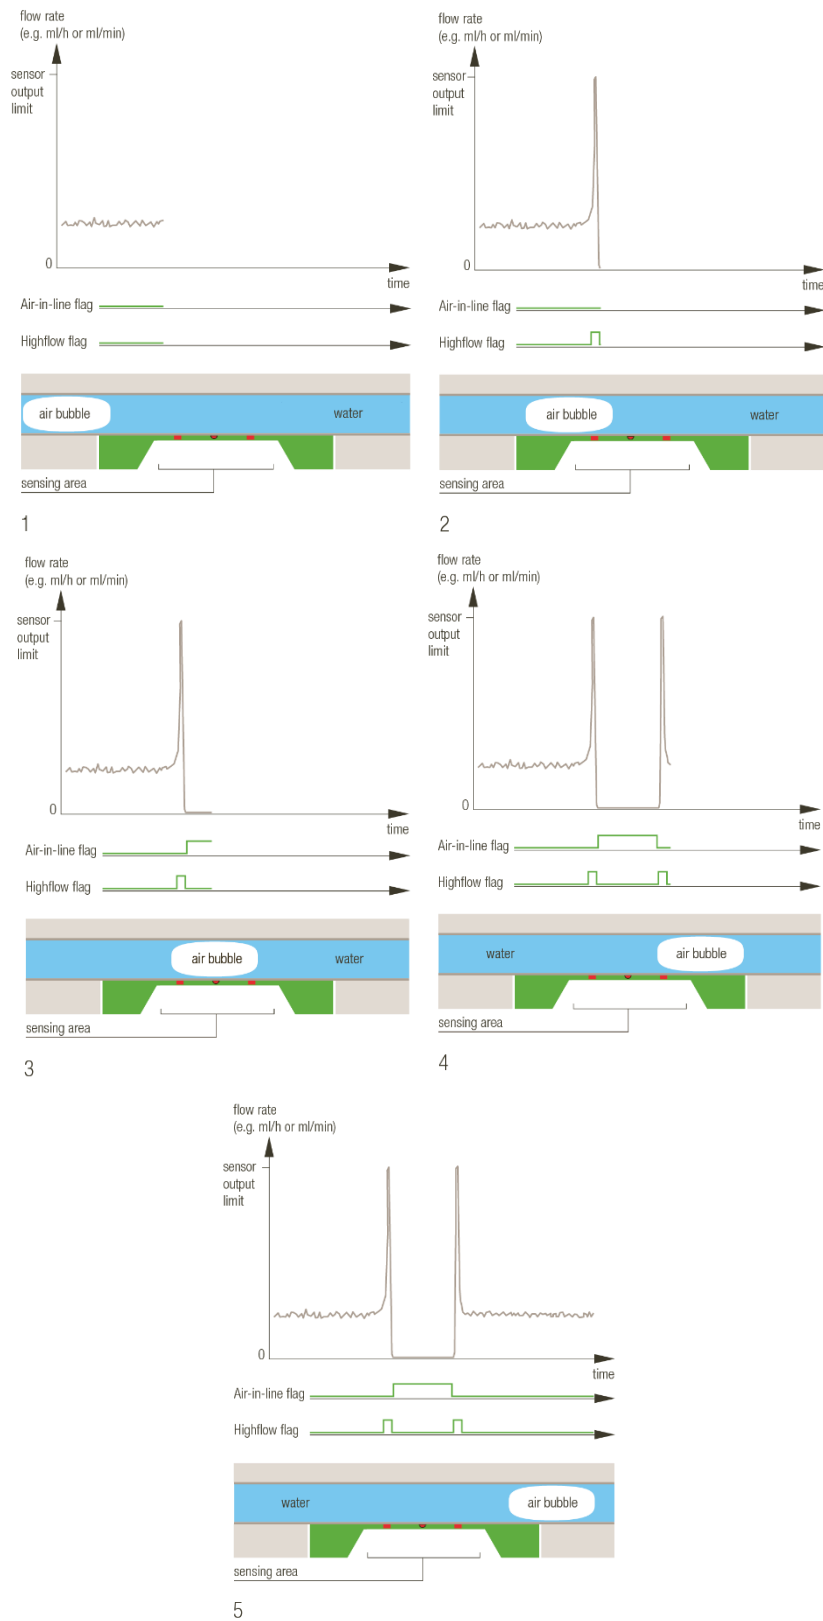 flow rate
(e.g. ml/h or ml/min)
sensor
output
limit
0
time
Air-in-line flag
Highflow flag
air bubble
water
sensing area
1
flow rate
(e.g. ml/h or ml/min)
sensor
output
limit
0
time
Air-in-line flag
Highflow flag
air bubble
water
sensing area
2
flow rate
(e.g. ml/h or ml/min)
sensor
output
limit
0
time
Air-in-line flag
Highflow flag
air bubble
water
sensing area
3
flow rate
(e.g. ml/h or ml/min)
sensor
output
limit
0
time
Air-in-line flag
Highflow flag
water
air bubble
sensing area
4
flow rate
(e.g. ml/h or ml/min)
sensor
output
limit
0
time
Air-in-line flag
Highflow flag
water
air bubble
sensing area
5